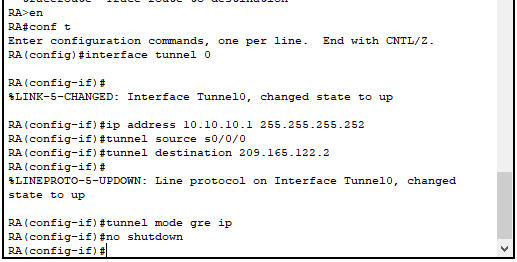 RA>en
RA#conf t
Enter configuration commands, one per line.  End with CNTL/Z.
RA(config)#interface tunnel 0
RA(config-if)#
%LINK-5-CHANGED: Interface Tunnel0, changed state to up
RA(config-if)#ip address 10.10.10.1 255.255.255.252
RA(config-if)#tunnel source s0/0/0
RA(config-if)#tunnel destination 209.165.122.2
RA(config-if)#
%LINEPROTO-5-UPDOWN: Line protocol on Interface Tunnel0, changed
state to up
RA(config-if)#tunnel mode gre ip
RA(config-if)#no shutdown
RA(config-if)#